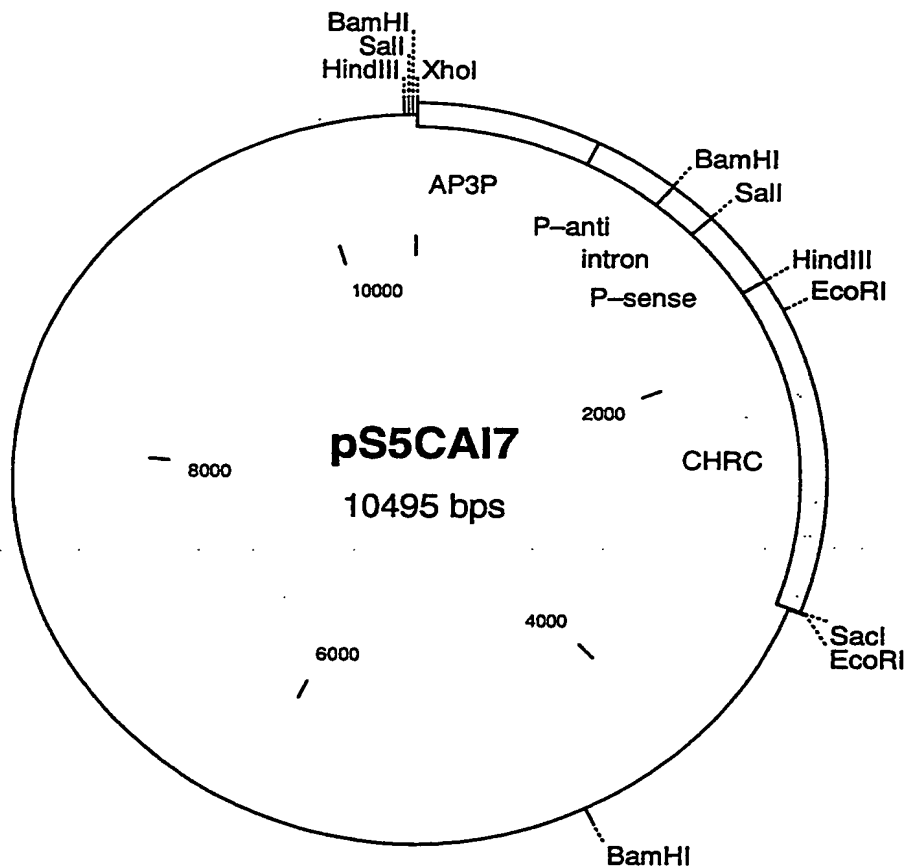 BamHI
SalI
HindIII XhoI
BamHI
SalI
AP3P
P–anti
intron
HindIII
EcoRI
P–sense
10000
2000
pS5CAI7
CHRC
8000
10495 bps
4000
SacI
6000
EcoRI
BamHI